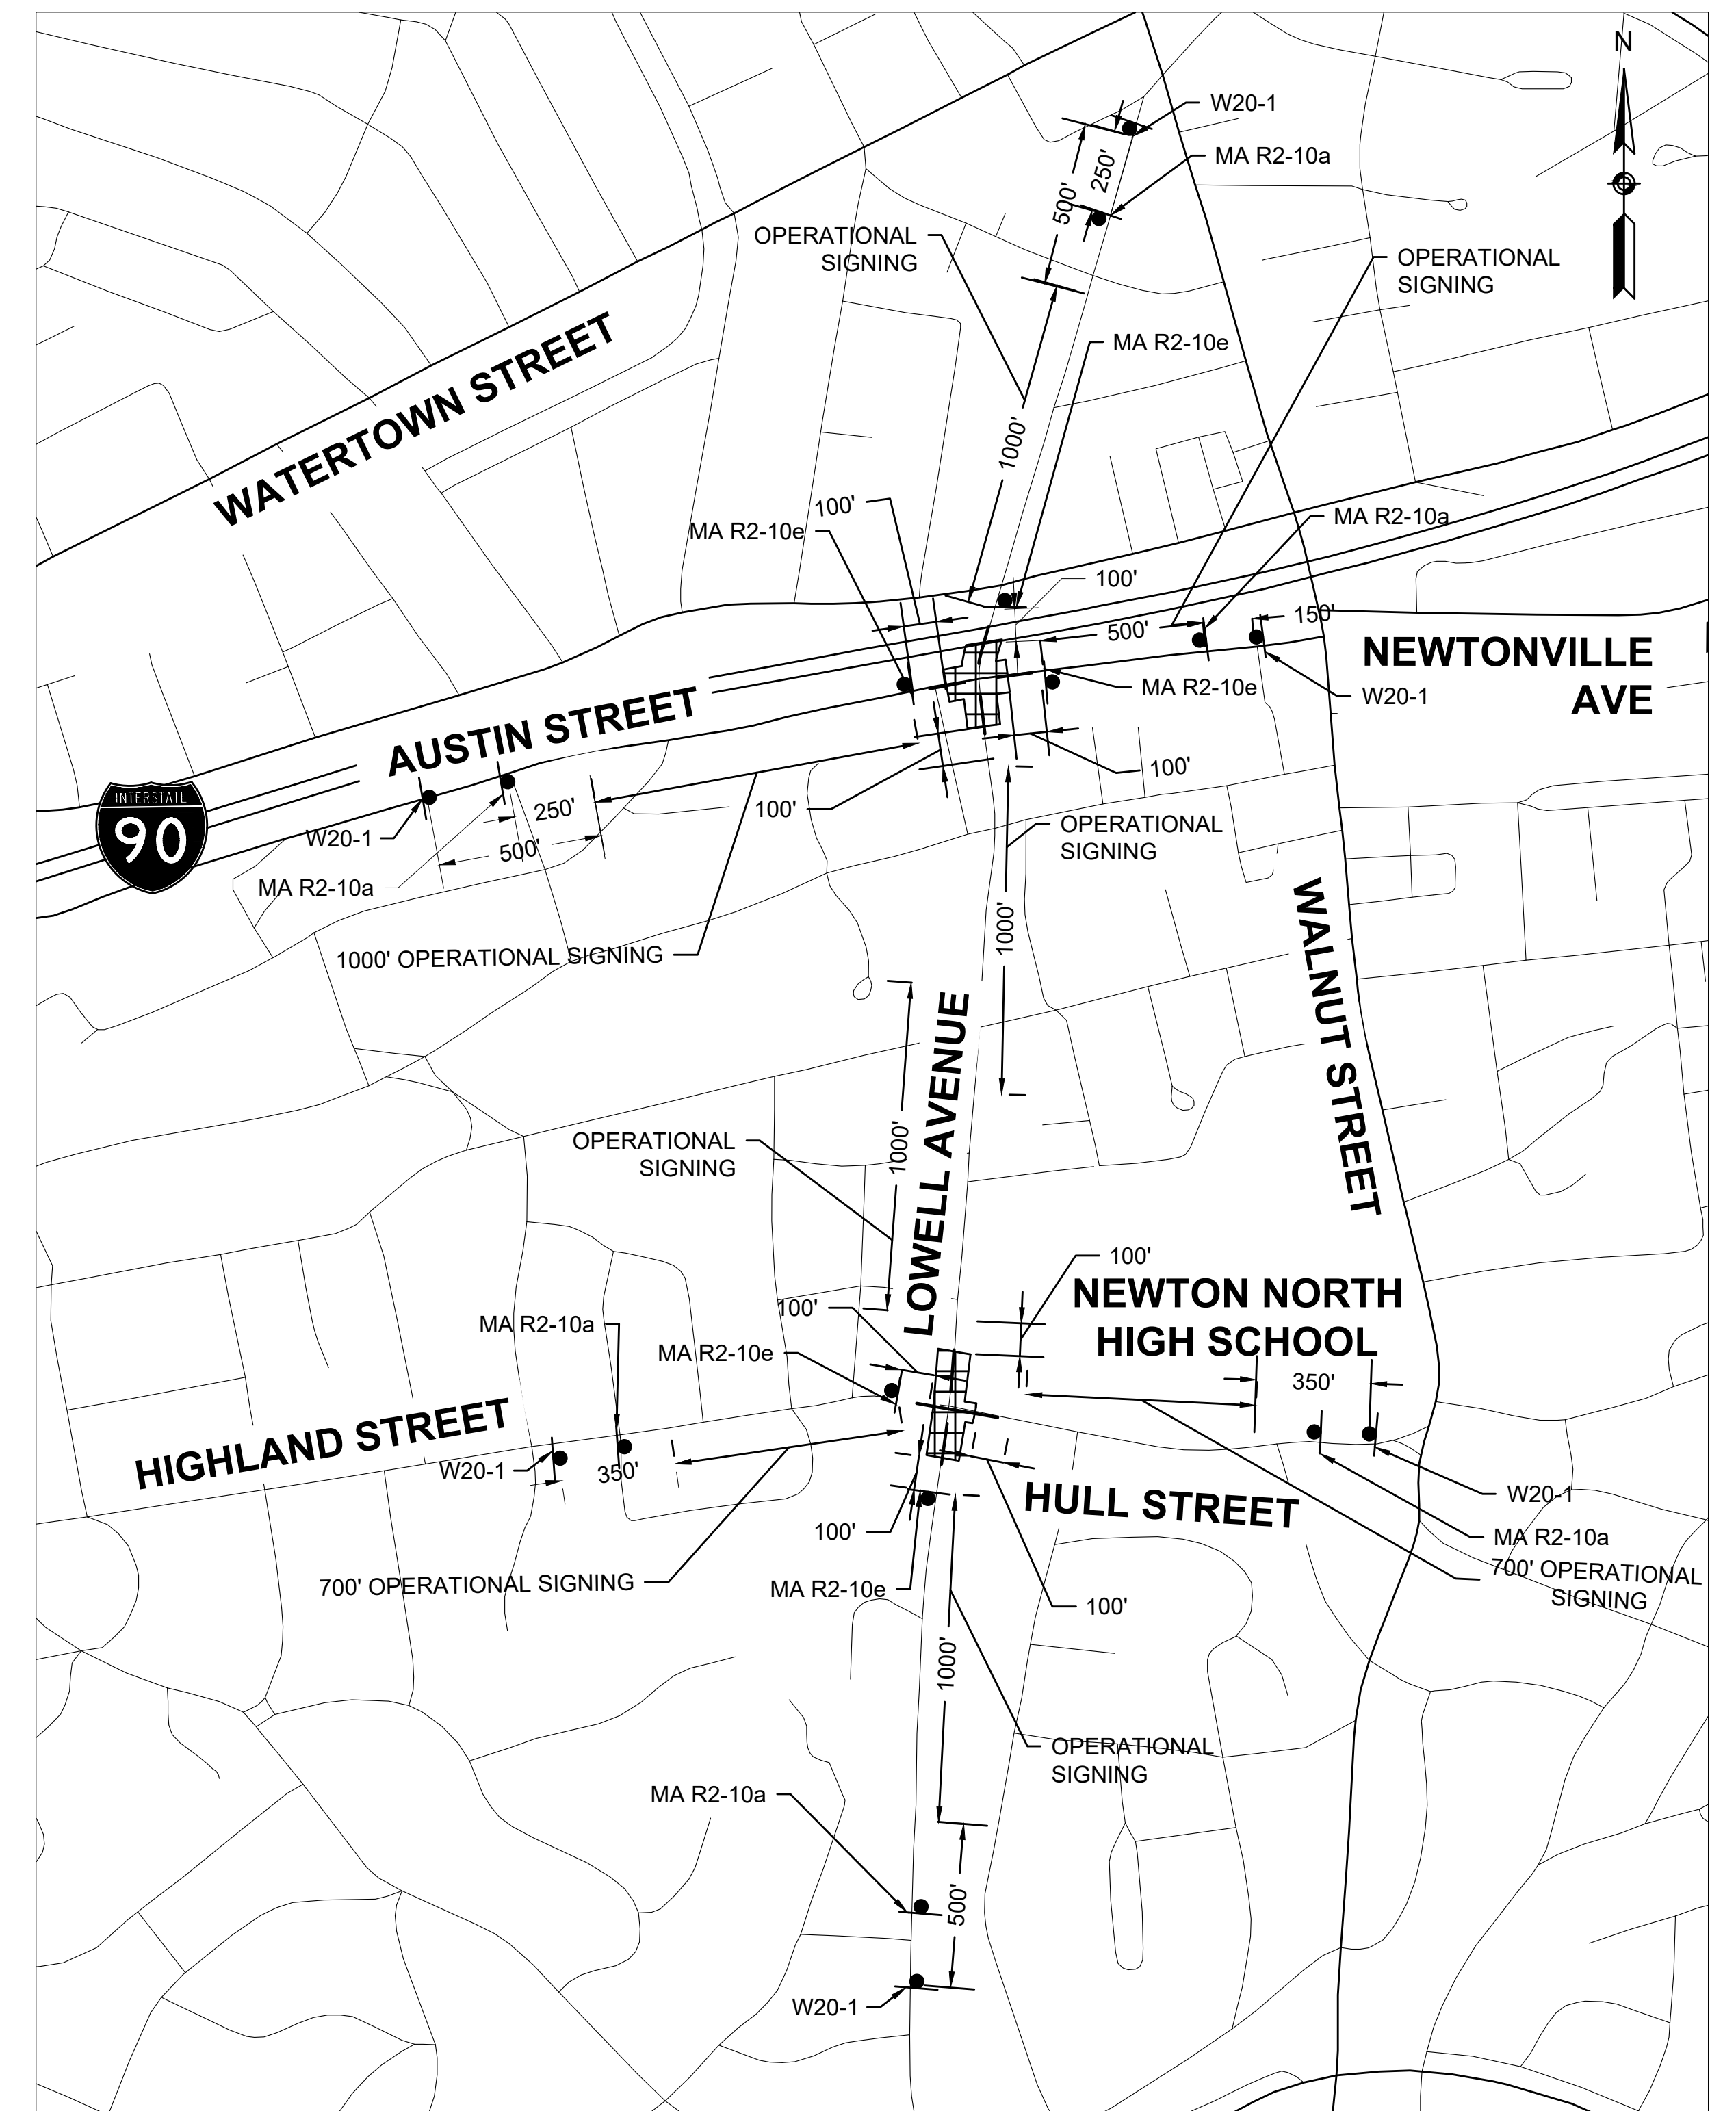 N
W20-1
MA R2-10a
250'
500'
OPERATIONAL
SIGNING
OPERATIONAL
SIGNING
MA R2-10e
WATERTOWN STREET
1000'
100'
MA R2-10e
MA R2-10a
100'
150'
500'
NEWTONVILLE
AVE
MA R2-10e
W20-1
AUSTIN STREET
100'
INTERSTATE
90
250'
100'
W20-1
500'
OPERATIONAL
SIGNING
MA R2-10a
WALNUT STREET
1000'
1000' OPERATIONAL SIGNING
LOWELL AVENUE
OPERATIONAL
SIGNING
1000'
100'
NEWTON NORTH
HIGH SCHOOL
100'
MA R2-10a
MA R2-10e
350'
HIGHLAND STREET
W20-1
350'
HULL STREET
W20-1
100'
MA R2-10a
700' OPERATIONAL
SIGNING
700' OPERATIONAL SIGNING
MA R2-10e
100'
1000'
OPERATIONAL
SIGNING
MA R2-10a
500'
W20-1